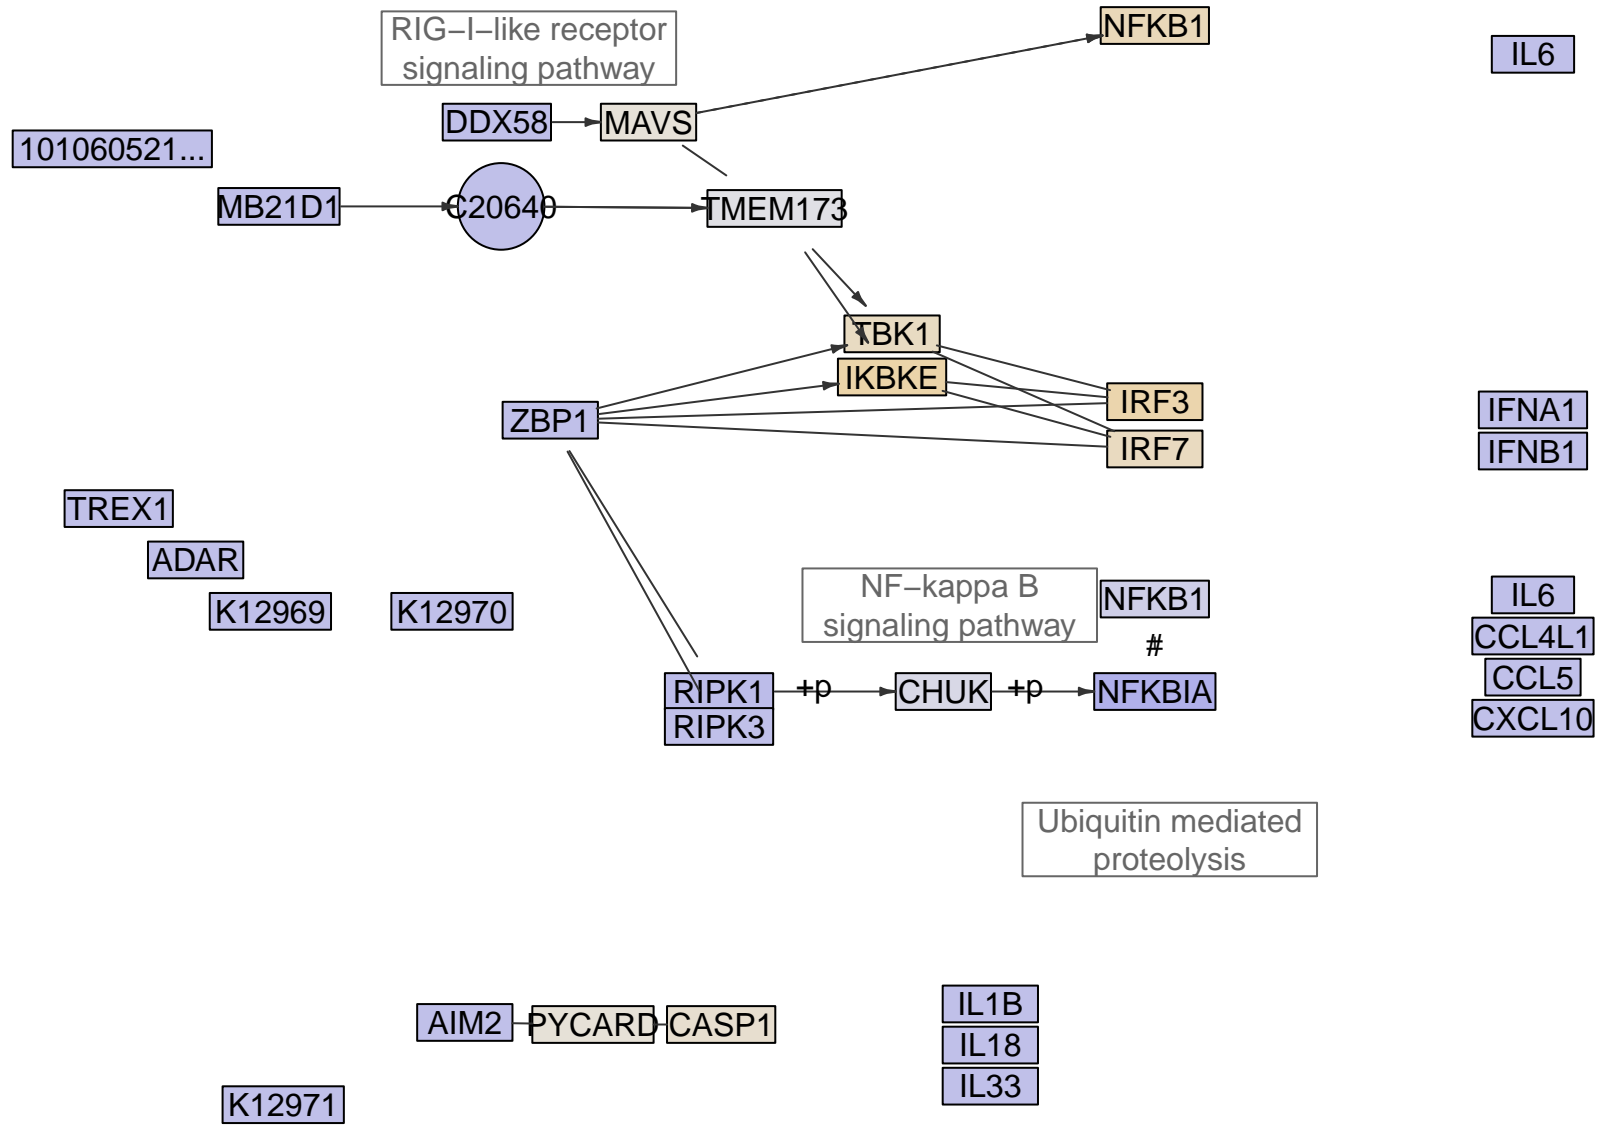 RIG−I−like receptor
signaling pathway
NFKB1
IL6
DDX58
MAVS
101060521...
MB21D1
C20640
TMEM173
TBK1
IKBKE
ZBP1
IRF3
IRF7
IFNA1
IFNB1
TREX1
ADAR
K12969
K12970
NF−kappa B
signaling pathway
NFKB1
#
IL6
CCL4L1
CCL5
CXCL10
RIPK1
+p
CHUK
+p
NFKBIA
RIPK3
Ubiquitin mediated
proteolysis
AIM2
PYCARD
CASP1
IL1B
IL18
IL33
K12971